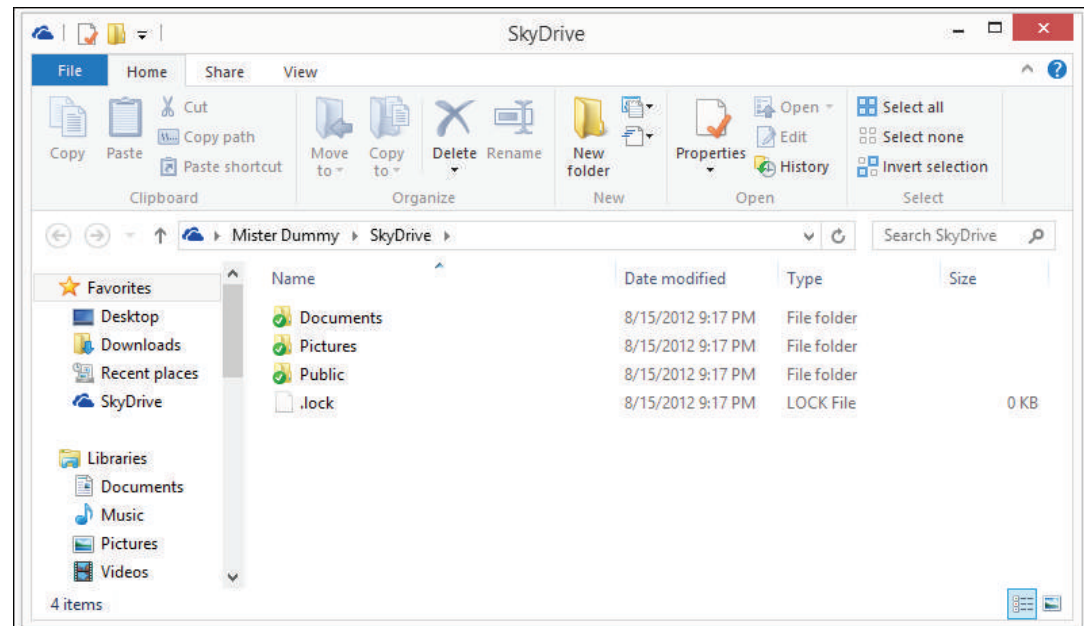 SkyDrive
File Home Share View
Copy
Paste
Cut
Copy path
Paste shortcut
Clipboard
Move to
Copy to
Delete
Rename
Organize
New folder
New
Properties
Open
Edit
History
Open
Select all
Select none
Invert selection
Select
Mister Dummy SkyDrive
Search SkyDrive
Favorites
Desktop
Downloads
Recent places
SkyDrive
Libraries
Documents
Music
Pictures
Videos
Name Date modified Type Size
Documents 8/15/2012 9:17 PM File folder
Pictures 8/15/2012 9:17 PM File folder
Public 8/15/2012 9:17 PM File folder
.lock 8/15/2012 9:17 PM LOCK File 0 KB
4 items